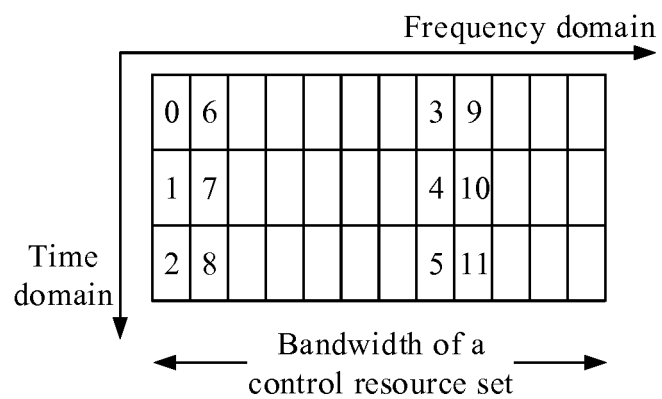 Frequency domain
0 6 3 9
1 7 4 10
2 8 5 11
Time
domain
Bandwidth of a
control resource set